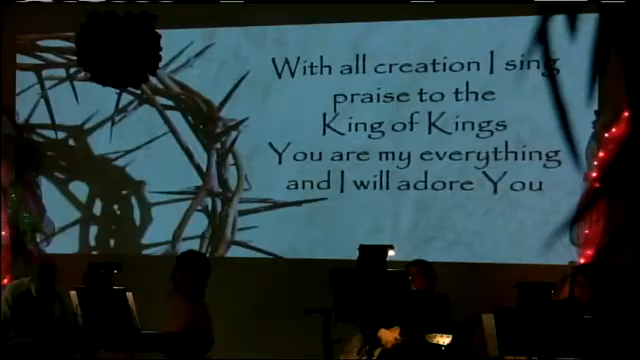 With all creation I sing
praise to the
King of Kings
You are my everything
and I will adore You